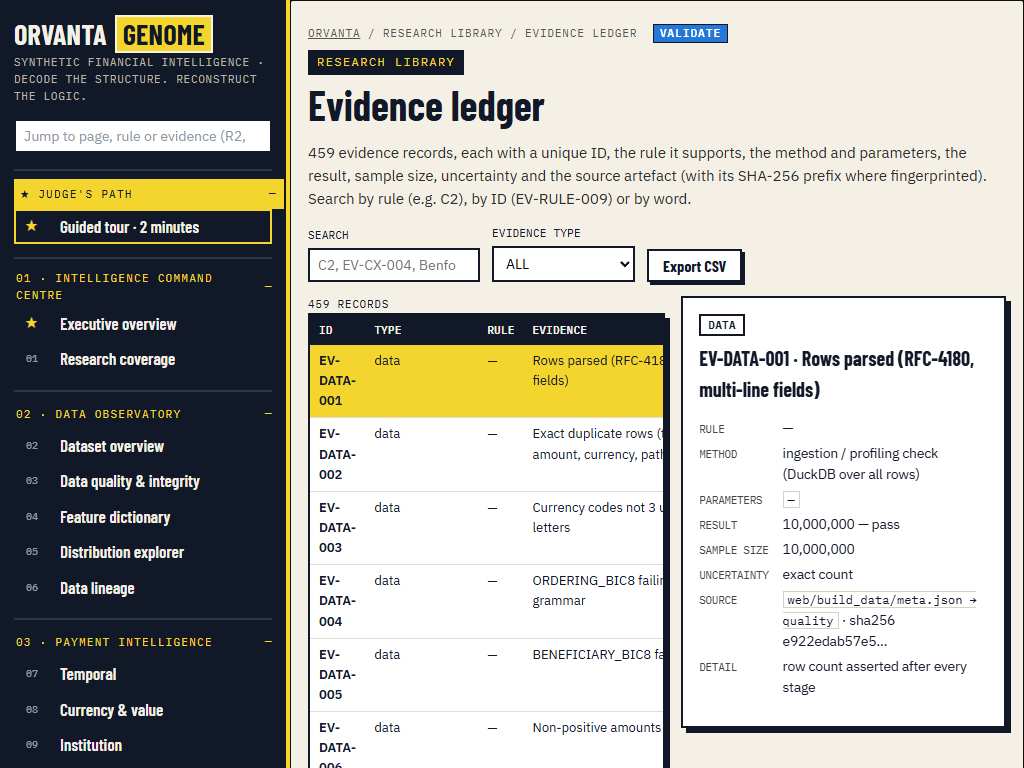 ORVANTA GENOME
SYNTHETIC FINANCIAL INTELLIGENCE ·
DECODE THE STRUCTURE. RECONSTRUCT
THE LOGIC.
Jump to page, rule or evidence (R2,
★ JUDGE'S PATH −
★ Guided tour · 2 minutes
01 · INTELLIGENCE COMMAND
CENTRE −
★ Executive overview
01 Research coverage
02 · DATA OBSERVATORY −
02 Dataset overview
03 Data quality & integrity
04 Feature dictionary
05 Distribution explorer
06 Data lineage
03 · PAYMENT INTELLIGENCE −
07 Temporal
08 Currency & value
09 Institution
ORVANTA / RESEARCH LIBRARY / EVIDENCE LEDGER VALIDATE
RESEARCH LIBRARY
Evidence ledger
459 evidence records, each with a unique ID, the rule it supports, the method and parameters, the
result, sample size, uncertainty and the source artefact (with its SHA-256 prefix where fingerprinted).
Search by rule (e.g. C2), by ID (EV-RULE-009) or by word.
SEARCH
C2, EV-CX-004, Benfo
EVIDENCE TYPE
ALL
Export CSV
459 RECORDS
ID TYPE RULE EVIDENCE
EV- data — Rows parsed (RFC-418
DATA- fields)
001
EV- data — Exact duplicate rows (t
DATA- amount, currency, path
002
EV- data — Currency codes not 3 u
DATA- letters
003
EV- data — ORDERING_BIC8 failin
DATA- grammar
004
EV- data — BENEFICIARY_BIC8 fa
DATA-
005
EV- data — Non-positive amounts
DATA-
006
DATA
EV-DATA-001 · Rows parsed (RFC-4180,
multi-line fields)
RULE —
METHOD ingestion / profiling check
(DuckDB over all rows)
PARAMETERS —
RESULT 10,000,000 — pass
SAMPLE SIZE 10,000,000
UNCERTAINTY exact count
SOURCE web/build_data/meta.json →
quality · sha256
e922edab57e5…
DETAIL row count asserted after every
stage